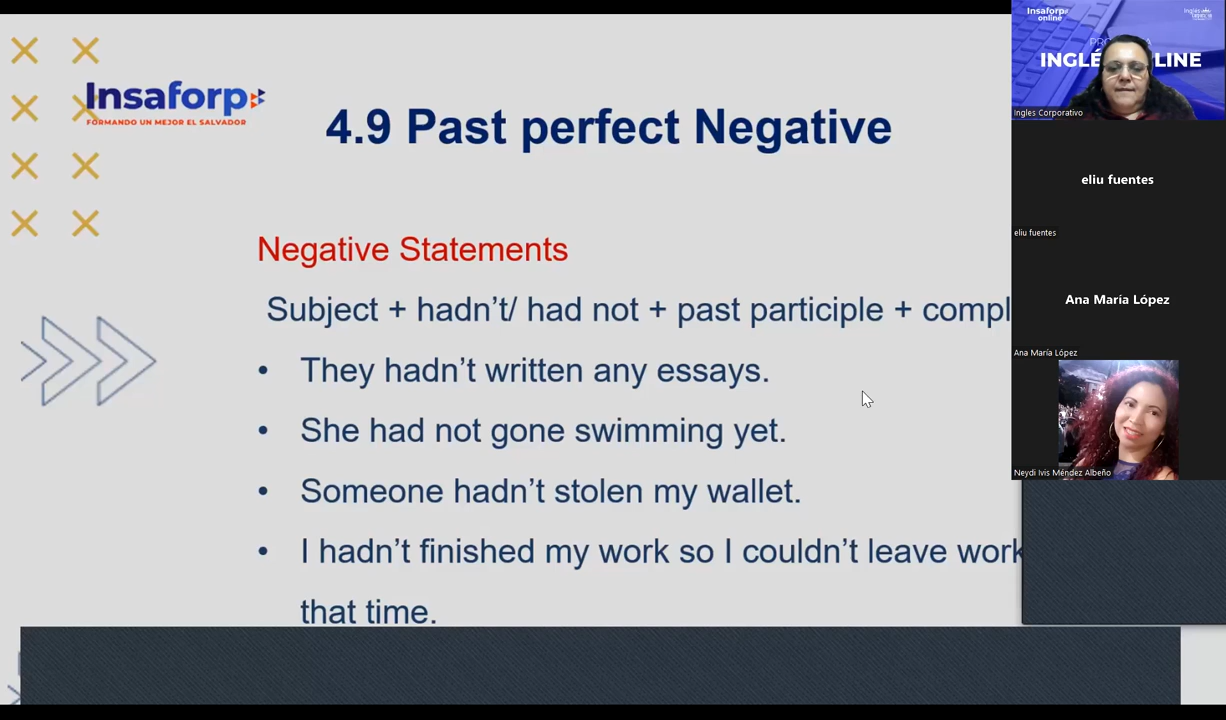 Insaforp
FORMANDO UN MEJOR EL SALVADOR
4.9 Past perfect Negative
Negative Statements
Subject + hadn’t/ had not + past participle + compl
• They hadn’t written any essays.
• She had not gone swimming yet.
• Someone hadn’t stolen my wallet.
• I hadn’t finished my work so I couldn’t leave work
that time.
Insaforp
online
INGLÉ LINE
Ingles Corporativo
eliu fuentes
eliu fuentes
Ana María López
Ana María López
Neydi Ivis Méndez Albeño